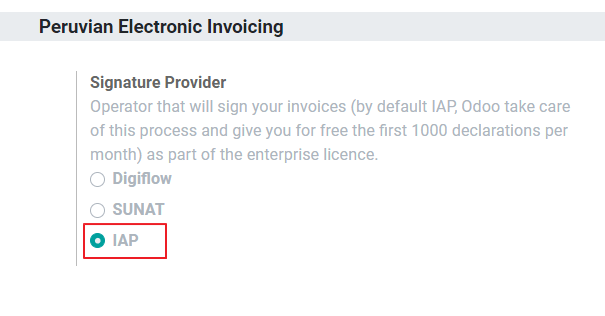 Peruvian Electronic Invoicing
Signature Provider
Operator that will sign your invoices (by default IAP, Odoo take care
of this process and give you for free the first 1000 declarations per
month) as part of the enterprise licence.
Digiflow
SUNAT
IAP